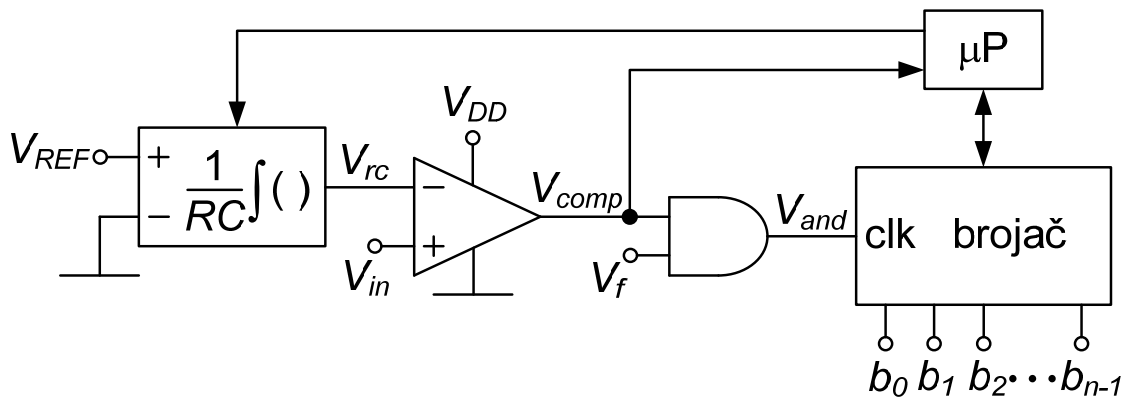 μP
V_DD
V_REF
+
−
1/RC ∫( )
V_rc
−
+
V_in
V_comp
V_f
V_and
clk brojač
b_0 b_1 b_2 ··· b_n-1